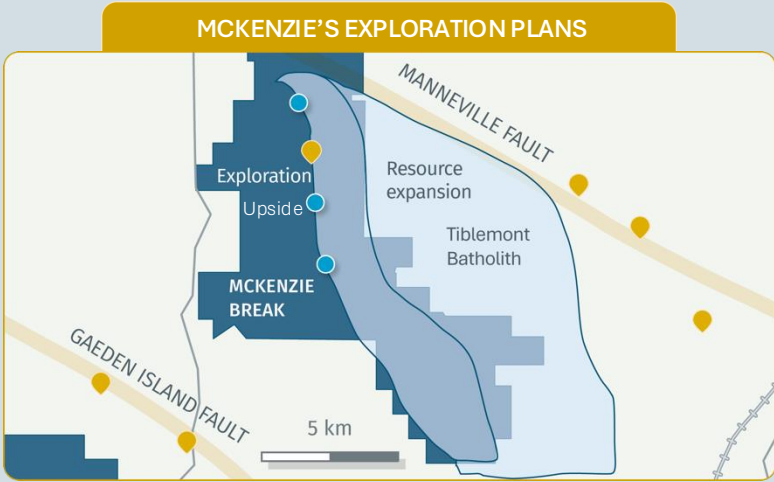 MCKENZIE'S EXPLORATION PLANS
MANNEVILLE FAULT
Exploration
Upside
Resource
expansion
Tiblemont
Batholith
MCKENZIE
BREAK
GAEDEN ISLAND FAULT
5 km